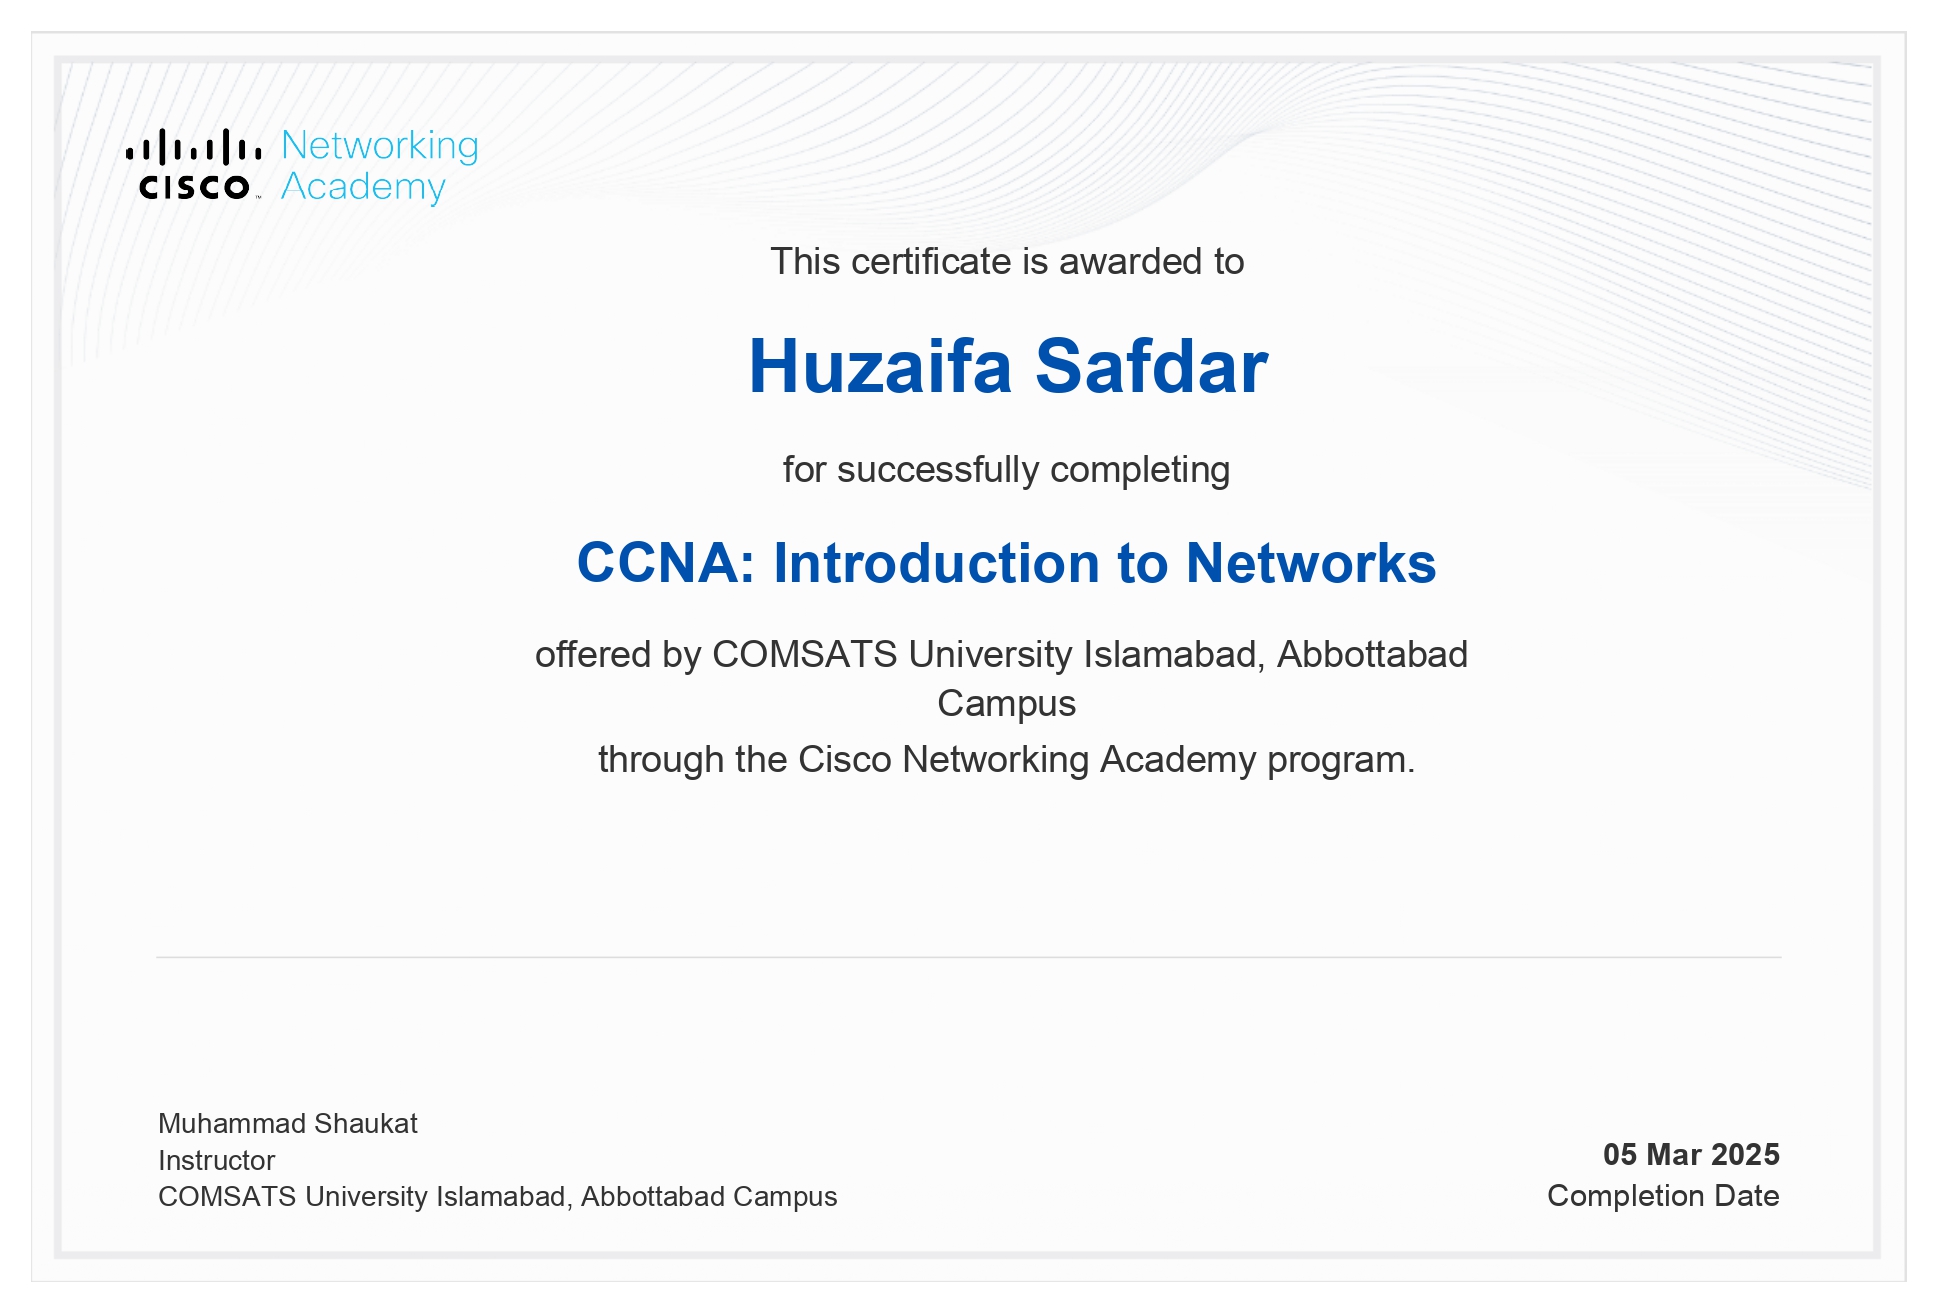 Networking
Academy
CISCO
This certificate is awarded to
Huzaifa Safdar
for successfully completing
CCNA: Introduction to Networks
offered by COMSATS University Islamabad, Abbottabad
Campus
through the Cisco Networking Academy program.
Muhammad Shaukat
Instructor
COMSATS University Islamabad, Abbottabad Campus
05 Mar 2025
Completion Date